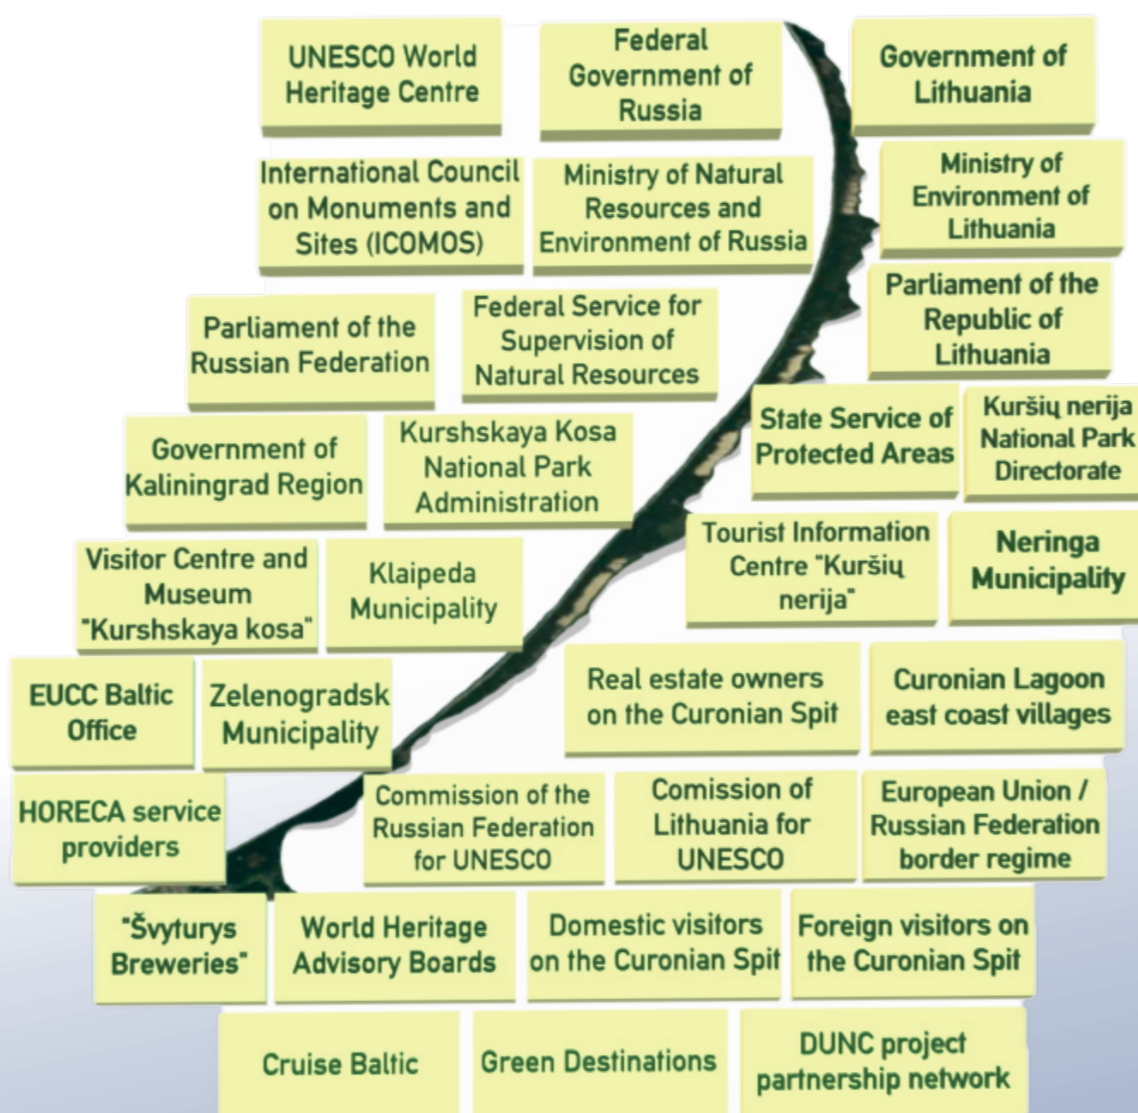 UNESCO World
Heritage Centre
Federal
Government of
Russia
Government of
Lithuania
International Council
on Monuments and
Sites (ICOMOS)
Ministry of Natural
Resources and
Environment of Russia
Ministry of
Environment of
Lithuania
Parliament of the
Russian Federation
Federal Service for
Supervision of
Natural Resources
Parliament of the
Republic of
Lithuania
Government of
Kaliningrad Region
Kurshskaya Kosa
National Park
Administration
State Service of
Protected Areas
Kuršių nerija
National Park
Directorate
Visitor Centre and
Museum
"Kurshskaya kosa"
Klaipeda
Municipality
Tourist Information
Centre "Kuršių
nerija"
Neringa
Municipality
EUCC Baltic
Office
Zelenogradsk
Municipality
Real estate owners
on the Curonian Spit
Curonian Lagoon
east coast villages
HORECA service
providers
Commission of the
Russian Federation
for UNESCO
Comission of
Lithuania for
UNESCO
European Union /
Russian Federation
border regime
"Švyturys
Breweries"
World Heritage
Advisory Boards
Domestic visitors
on the Curonian Spit
Foreign visitors on
the Curonian Spit
Cruise Baltic
Green Destinations
DUNC project
partnership network